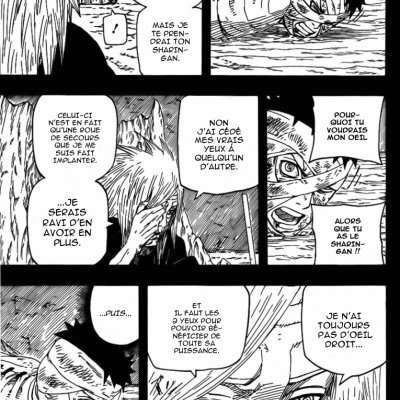 MAIS JE TE
PREN-
DRAI TON
SHARIN-
GAN.
!
POUR-
QUOI TU
VOUDRAIS
MON OEIL
ALORS
QUE TU
AS LE
SHARIN-
GAN !!
NON
J'AI CÉDÉ
MES VRAIS
YEUX À
QUELQU'UN
D'AUTRE.
CELUI-CI
N'EST EN FAIT
QU'UNE ROUE
DE SECOURS
QUE JE ME
SUIS FAIT
IMPLANTER.
...JE
SERAIS
RAVI D'EN
AVOIR EN
PLUS.
JE N'AI
TOUJOURS
PAS D'OEIL
DROIT...
ET
IL FAUT LES
2 YEUX POUR
POUVOIR BÉ-
NÉFICIER DE
TOUTE SA
PUISSANCE.
...PUIS...